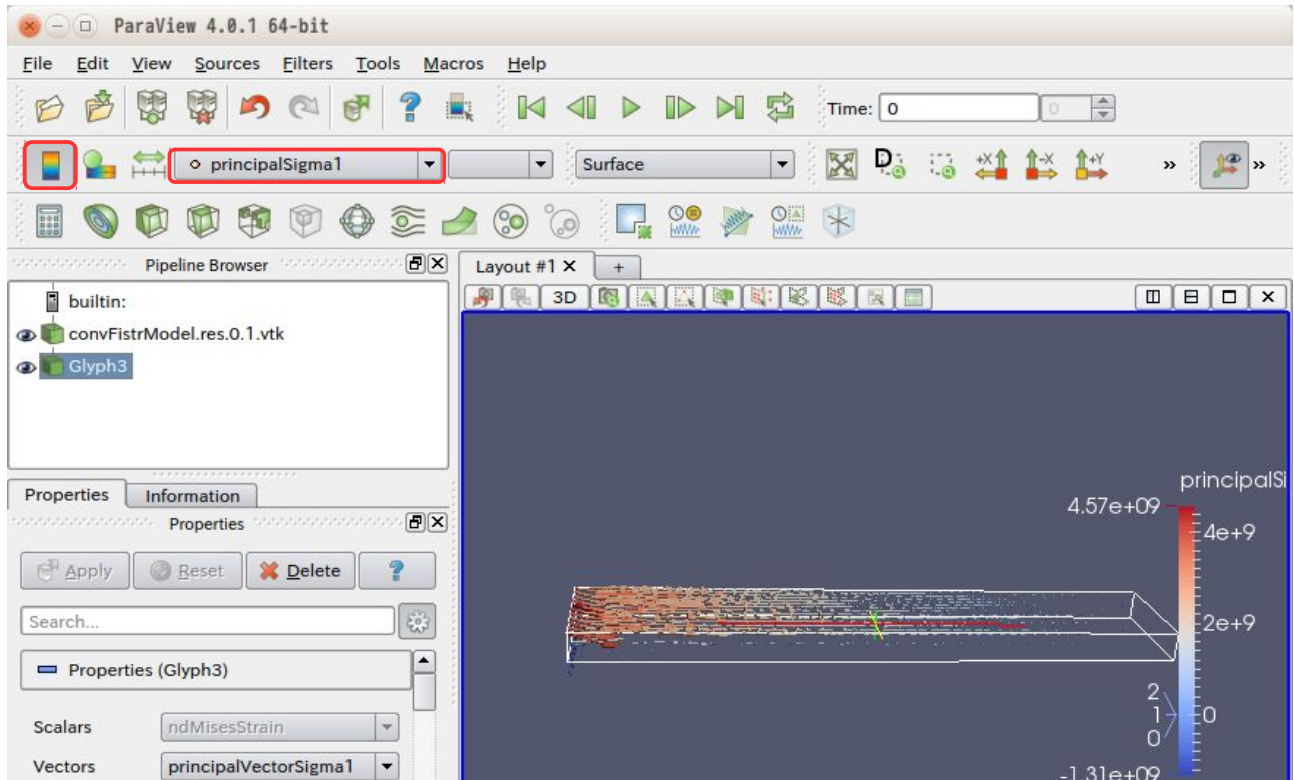 ParaView 4.0.1 64-bit
File Edit View Sources Filters Tools Macros Help
Time: 0 0
principalSigma1 Surface
Pipeline Browser
builtin:
convFistrModel.res.0.1.vtk
Glyph3
Properties Information
Properties
Apply Reset Delete ?
Search...
Properties (Glyph3)
Scalars ndMisesStrain
Vectors principalVectorSigma1
Layout #1 × +
3D
principalSi
4.57e+09
4e+9
2e+9
2
1
0
0
-1.31e+09